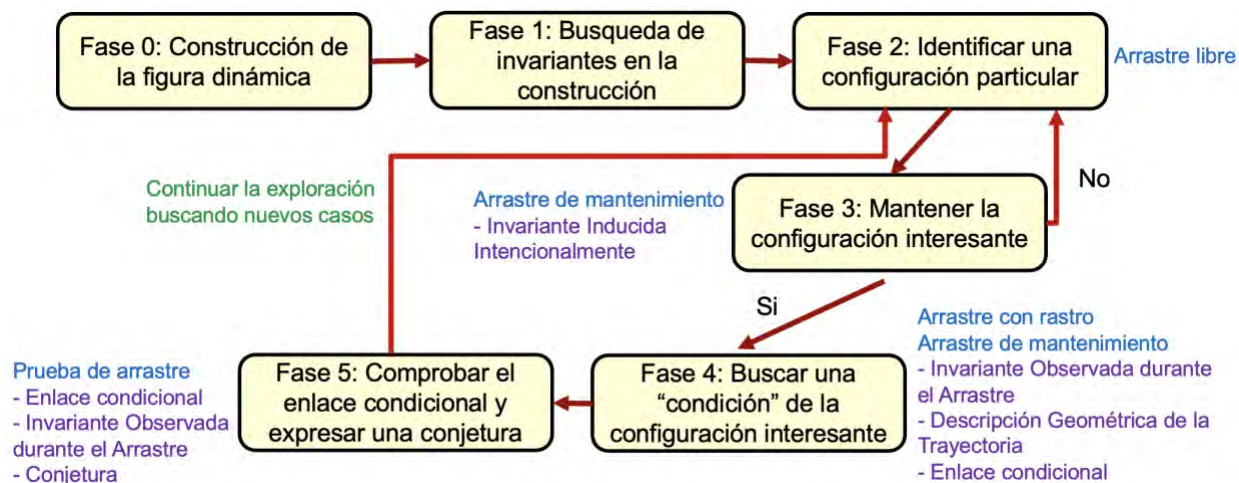 Fase 0: Construcción de
la figura dinámica
Fase 1: Busqueda de
invariantes en la
construcción
Fase 2: Identificar una
configuración particular
Arrastre libre
Continuar la exploración
buscando nuevos casos
Arrastre de mantenimiento
- Invariante Inducida
Intencionalmente
Fase 3: Mantener la
configuración interesante
No
Si
Prueba de arrastre
- Enlace condicional
- Invariante Observada
durante el Arrastre
- Conjetura
Fase 5: Comprobar el
enlace condicional y
expresar una conjetura
Fase 4: Buscar una
“condición” de la
configuración interesante
Arrastre con rastro
Arrastre de mantenimiento
- Invariante Observada durante
el Arrastre
- Descripción Geométrica de la
Trayectoria
- Enlace condicional